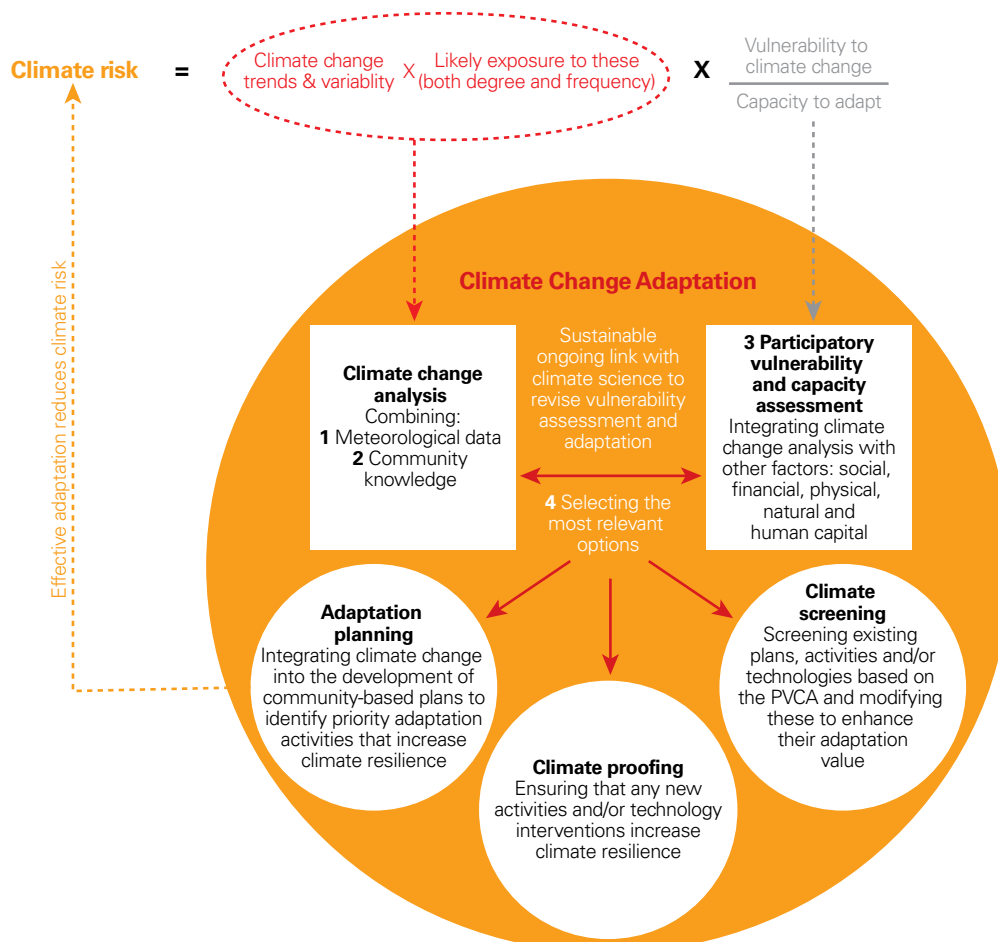 Climate risk
=
Climate change
trends & variablity
X
Likely exposure to these
(both degree and frequency)
X
Vulnerability to
climate change
Capacity to adapt
Effective adaptation reduces climate risk
Climate Change Adaptation
Climate change
analysis
Combining:
1 Meteorological data
2 Community
knowledge
Sustainable
ongoing link with
climate science to
revise vulnerability
assessment and
adaptation
3 Participatory
vulnerability
and capacity
assessment
Integrating climate
change analysis with
other factors: social,
financial, physical,
natural and
human capital
4 Selecting the
most relevant
options
Adaptation
planning
Integrating climate change
into the development of
community-based plans to
identify priority adaptation
activities that increase
climate resilience
Climate proofing
Ensuring that any new
activities and/or technology
interventions increase
climate resilience
Climate
screening
Screening existing
plans, activities and/or
technologies based on
the PVCA and modifying
these to enhance
their adaptation
value